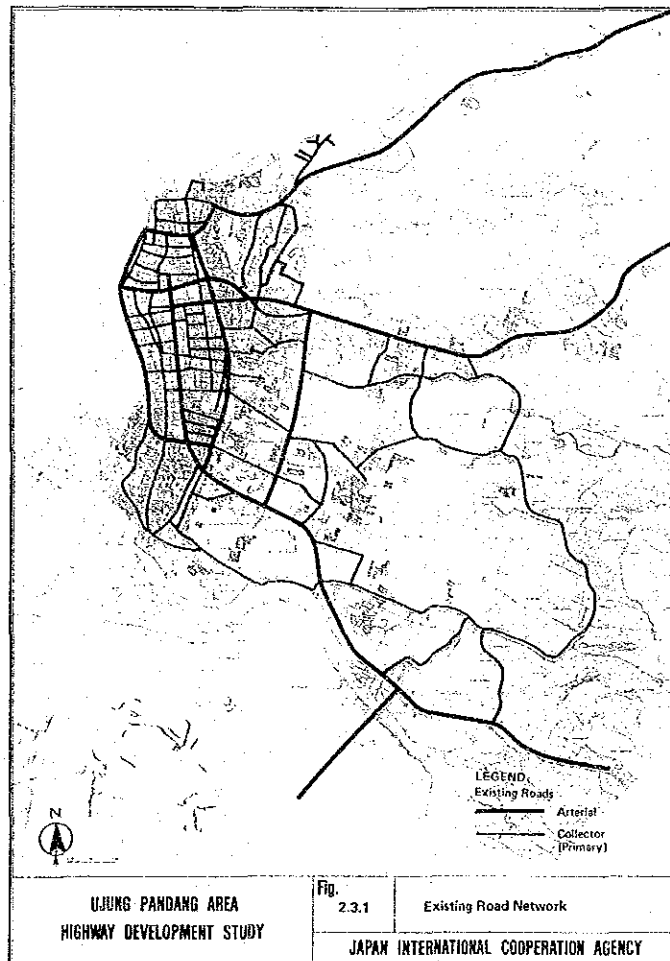 N
LEGEND
Existing Roads
Arterial
Collector
(Primary)
UJUNG PANDANG AREA
HIGHWAY DEVELOPMENT STUDY
Fig.
2.3.1
Existing Road Network
JAPAN INTERNATIONAL COOPERATION AGENCY